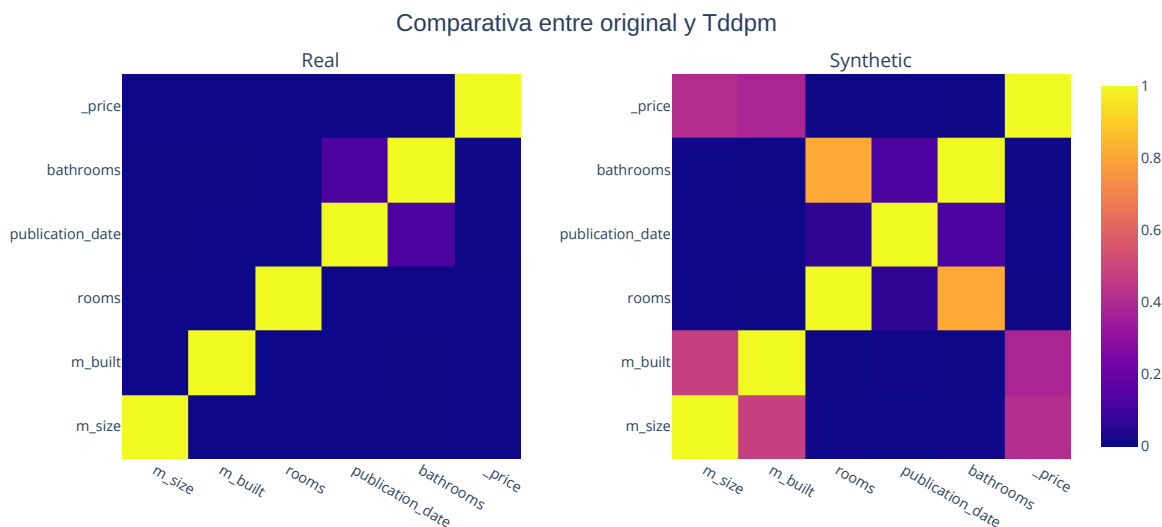 Comparativa entre original y Tddpm
Real
Synthetic
_price
bathrooms
publication_date
rooms
m_built
m_size
m_size
m_built
rooms
publication_date
bathrooms
_price
_price
bathrooms
publication_date
rooms
m_built
m_size
m_size
m_built
rooms
publication_date
bathrooms
_price
1
0.8
0.6
0.4
0.2
0